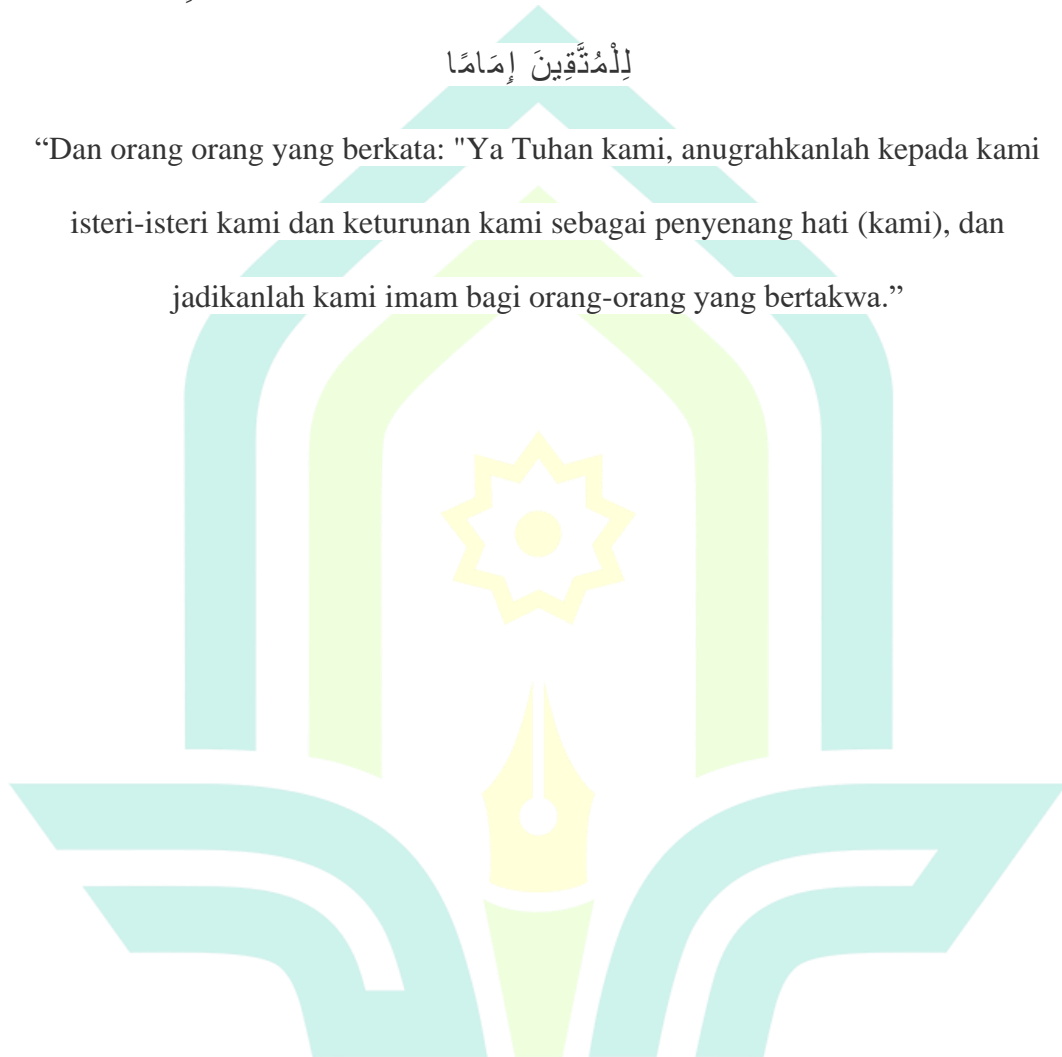 لِلْمُتَّقِينَ إِمَامًا
“Dan orang orang yang berkata: "Ya Tuhan kami, anugrahkanlah kepada kami
isteri-isteri kami dan keturunan kami sebagai penyenang hati (kami), dan
jadikanlah kami imam bagi orang-orang yang bertakwa.”